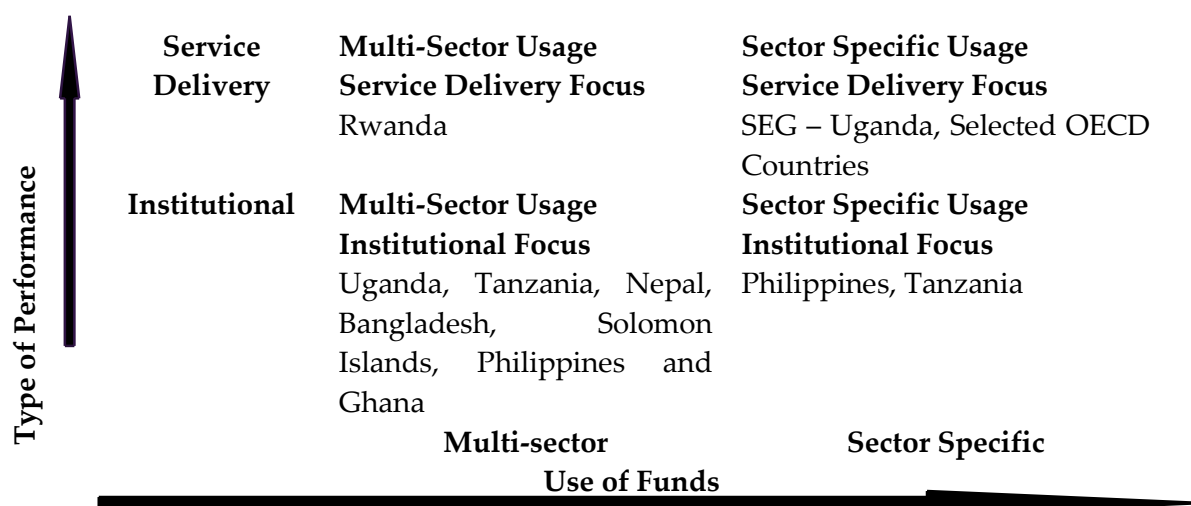 Service Delivery
Multi-Sector Usage
Service Delivery Focus
Rwanda
Sector Specific Usage
Service Delivery Focus
SEG – Uganda, Selected OECD
Countries
Institutional
Multi-Sector Usage
Institutional Focus
Uganda, Tanzania, Nepal,
Bangladesh, Solomon
Islands, Philippines and
Ghana
Sector Specific Usage
Institutional Focus
Philippines, Tanzania
Type of Performance
Multi-sector
Sector Specific
Use of Funds